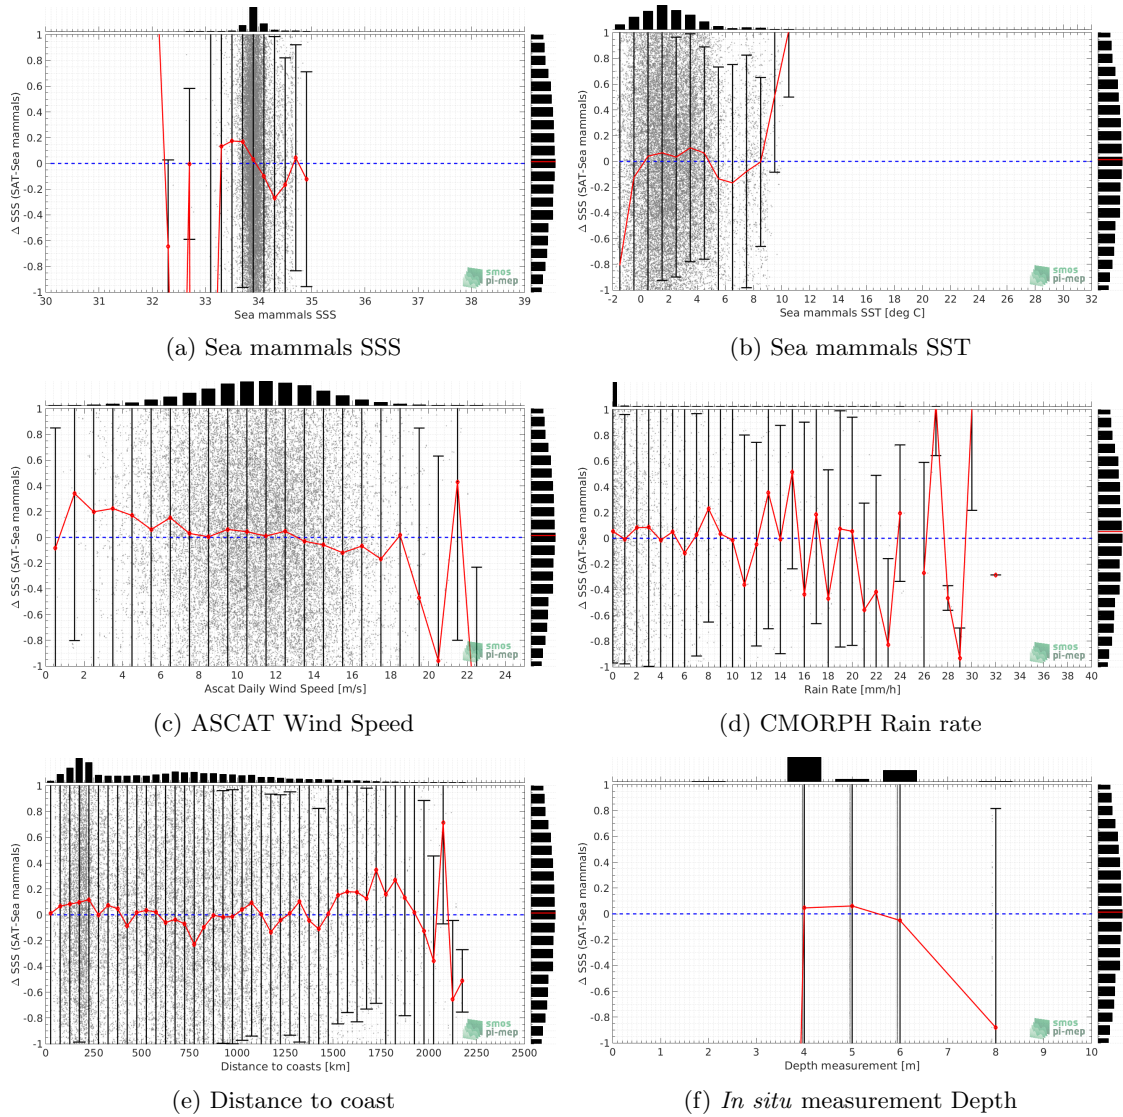 1
0.8
0.6
0.4
0.2
0
-0.2
-0.4
-0.6
-0.8
-1
Δ SSS (SAT-Sea mammals)
smos
pi-mep
30 31 32 33 34 35 36 37 38 39
Sea mammals SSS
(a) Sea mammals SSS
1
0.8
0.6
0.4
0.2
0
-0.2
-0.4
-0.6
-0.8
-1
Δ SSS (SAT-Sea mammals)
smos
pi-mep
-2 0 2 4 6 8 10 12 14 16 18 20 22 24 26 28 30 32
Sea mammals SST [deg C]
(b) Sea mammals SST
1
0.8
0.6
0.4
0.2
0
-0.2
-0.4
-0.6
-0.8
-1
Δ SSS (SAT-Sea mammals)
smos
pi-mep
0 2 4 6 8 10 12 14 16 18 20 22 24
Ascat Daily Wind Speed [m/s]
(c) ASCAT Wind Speed
1
0.8
0.6
0.4
0.2
0
-0.2
-0.4
-0.6
-0.8
-1
Δ SSS (SAT-Sea mammals)
smos
pi-mep
0 2 4 6 8 10 12 14 16 18 20 22 24 26 28 30 32 34 36 38 40
Rain Rate [mm/h]
(d) CMORPH Rain rate
1
0.8
0.6
0.4
0.2
0
-0.2
-0.4
-0.6
-0.8
-1
Δ SSS (SAT-Sea mammals)
smos
pi-mep
0 250 500 750 1000 1250 1500 1750 2000 2250 2500
Distance to coasts [km]
(e) Distance to coast
1
0.8
0.6
0.4
0.2
0
-0.2
-0.4
-0.6
-0.8
-1
Δ SSS (SAT-Sea mammals)
smos
pi-mep
0 1 2 3 4 5 6 7 8 9 10
Depth measurement [m]
(f) In situ measurement Depth